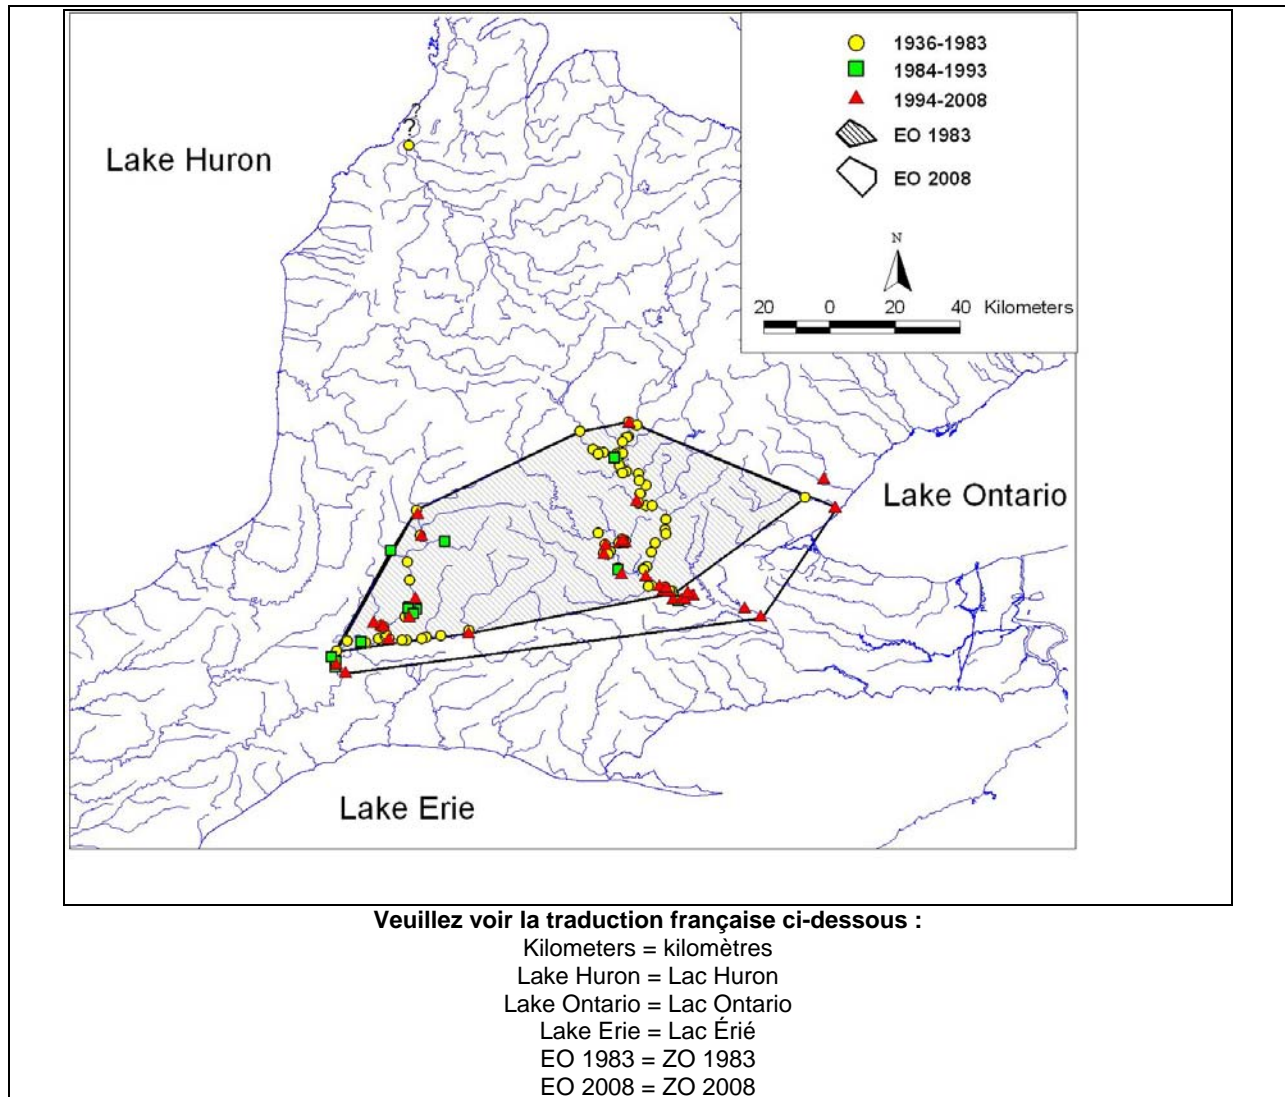 1936-1983
1984-1993
1994-2008
EO 1983
EO 2008
N
20 0 20 40 Kilometers
?
?
Lake Huron
Lake Ontario
Lake Erie
Veuillez voir la traduction française ci-dessous :
Kilometers = kilomètres
Lake Huron = Lac Huron
Lake Ontario = Lac Ontario
Lake Erie = Lac Érié
EO 1983 = ZO 1983
EO 2008 = ZO 2008